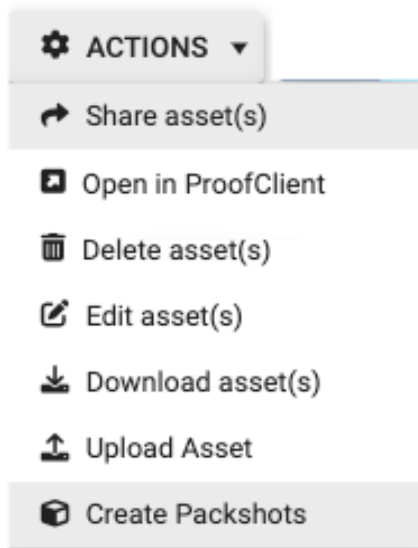 ACTIONS
Share asset(s)
Open in ProofClient
Delete asset(s)
Edit asset(s)
Download asset(s)
Upload Asset
Create Packshots